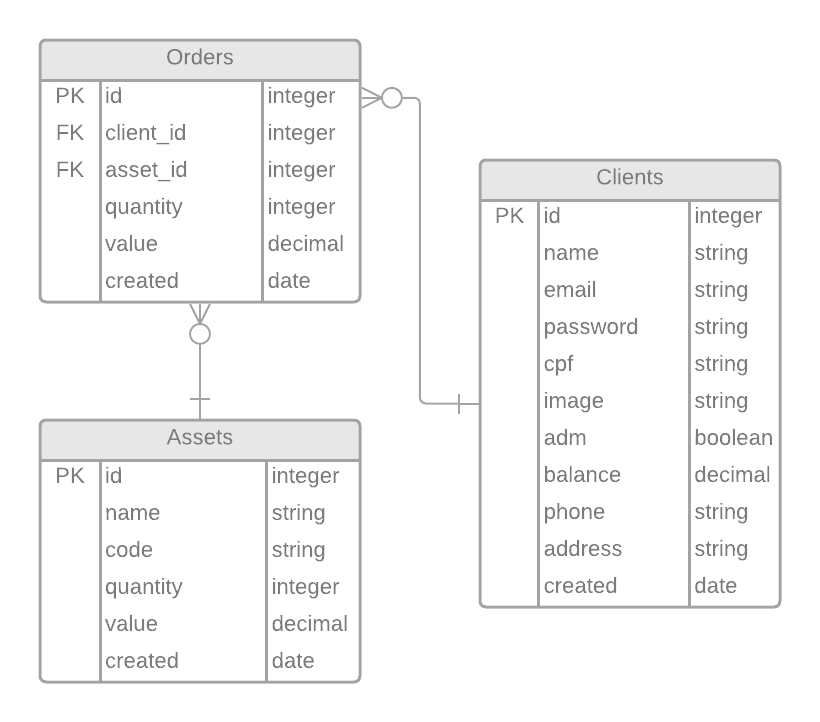 Orders
PK id integer
FK client_id integer
FK asset_id integer
quantity integer
value decimal
created date
Clients
PK id integer
name string
email string
password string
cpf string
image string
adm boolean
balance decimal
phone string
address string
created date
Assets
PK id integer
name string
code string
quantity integer
value decimal
created date